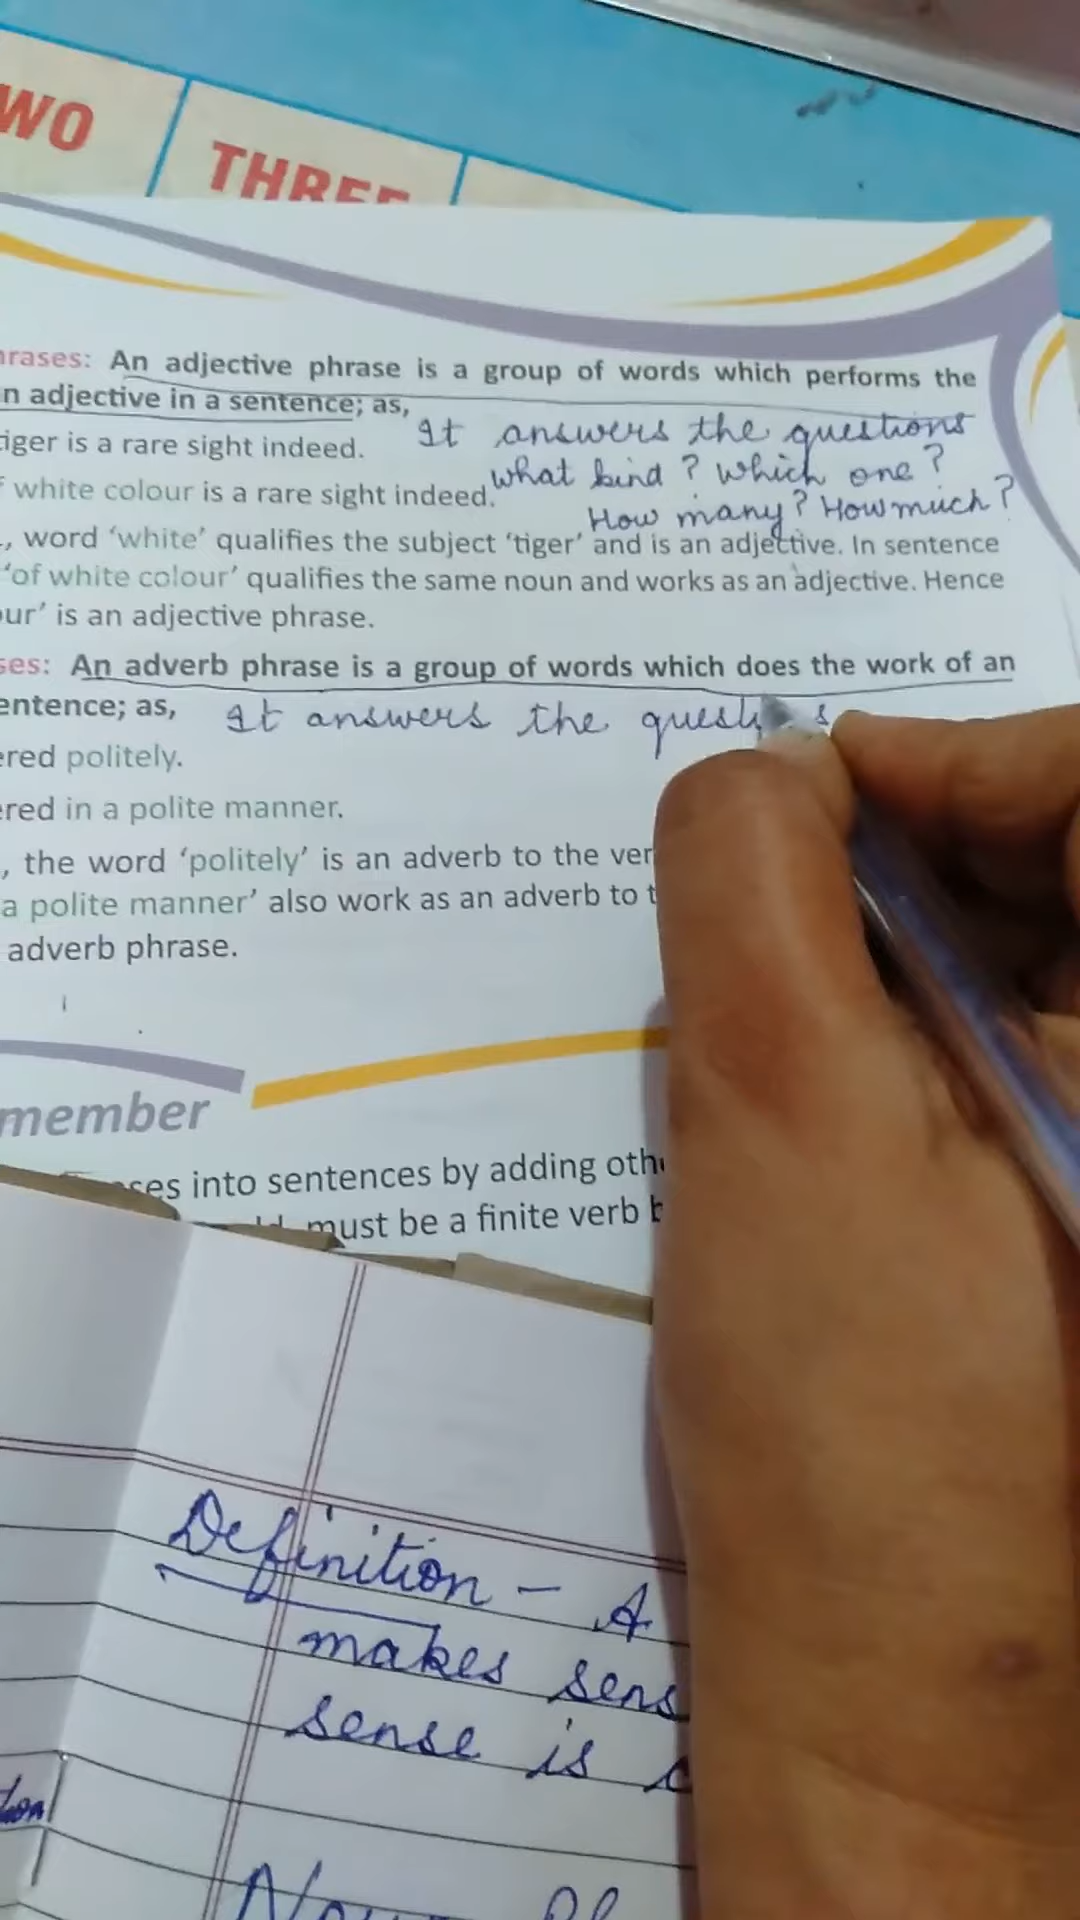 WO
THREE
rases: An adjective phrase is a group of words which performs the
n adjective in a sentence; as,
It answers the questions
tiger is a rare sight indeed.
what kind? Which one?
white colour is a rare sight indeed.
How many? How much?
, word ‘white’ qualifies the subject ‘tiger’ and is an adjective. In sentence
‘of white colour’ qualifies the same noun and works as an adjective. Hence
our’ is an adjective phrase.
ses: An adverb phrase is a group of words which does the work of an
entence; as,
It answers the quest s
ered politely.
ered in a polite manner.
, the word ‘politely’ is an adverb to the ver
a polite manner’ also work as an adverb to t
adverb phrase.
member
ses into sentences by adding oth
must be a finite verb b
Definition - A
makes sens
sense is c
tion